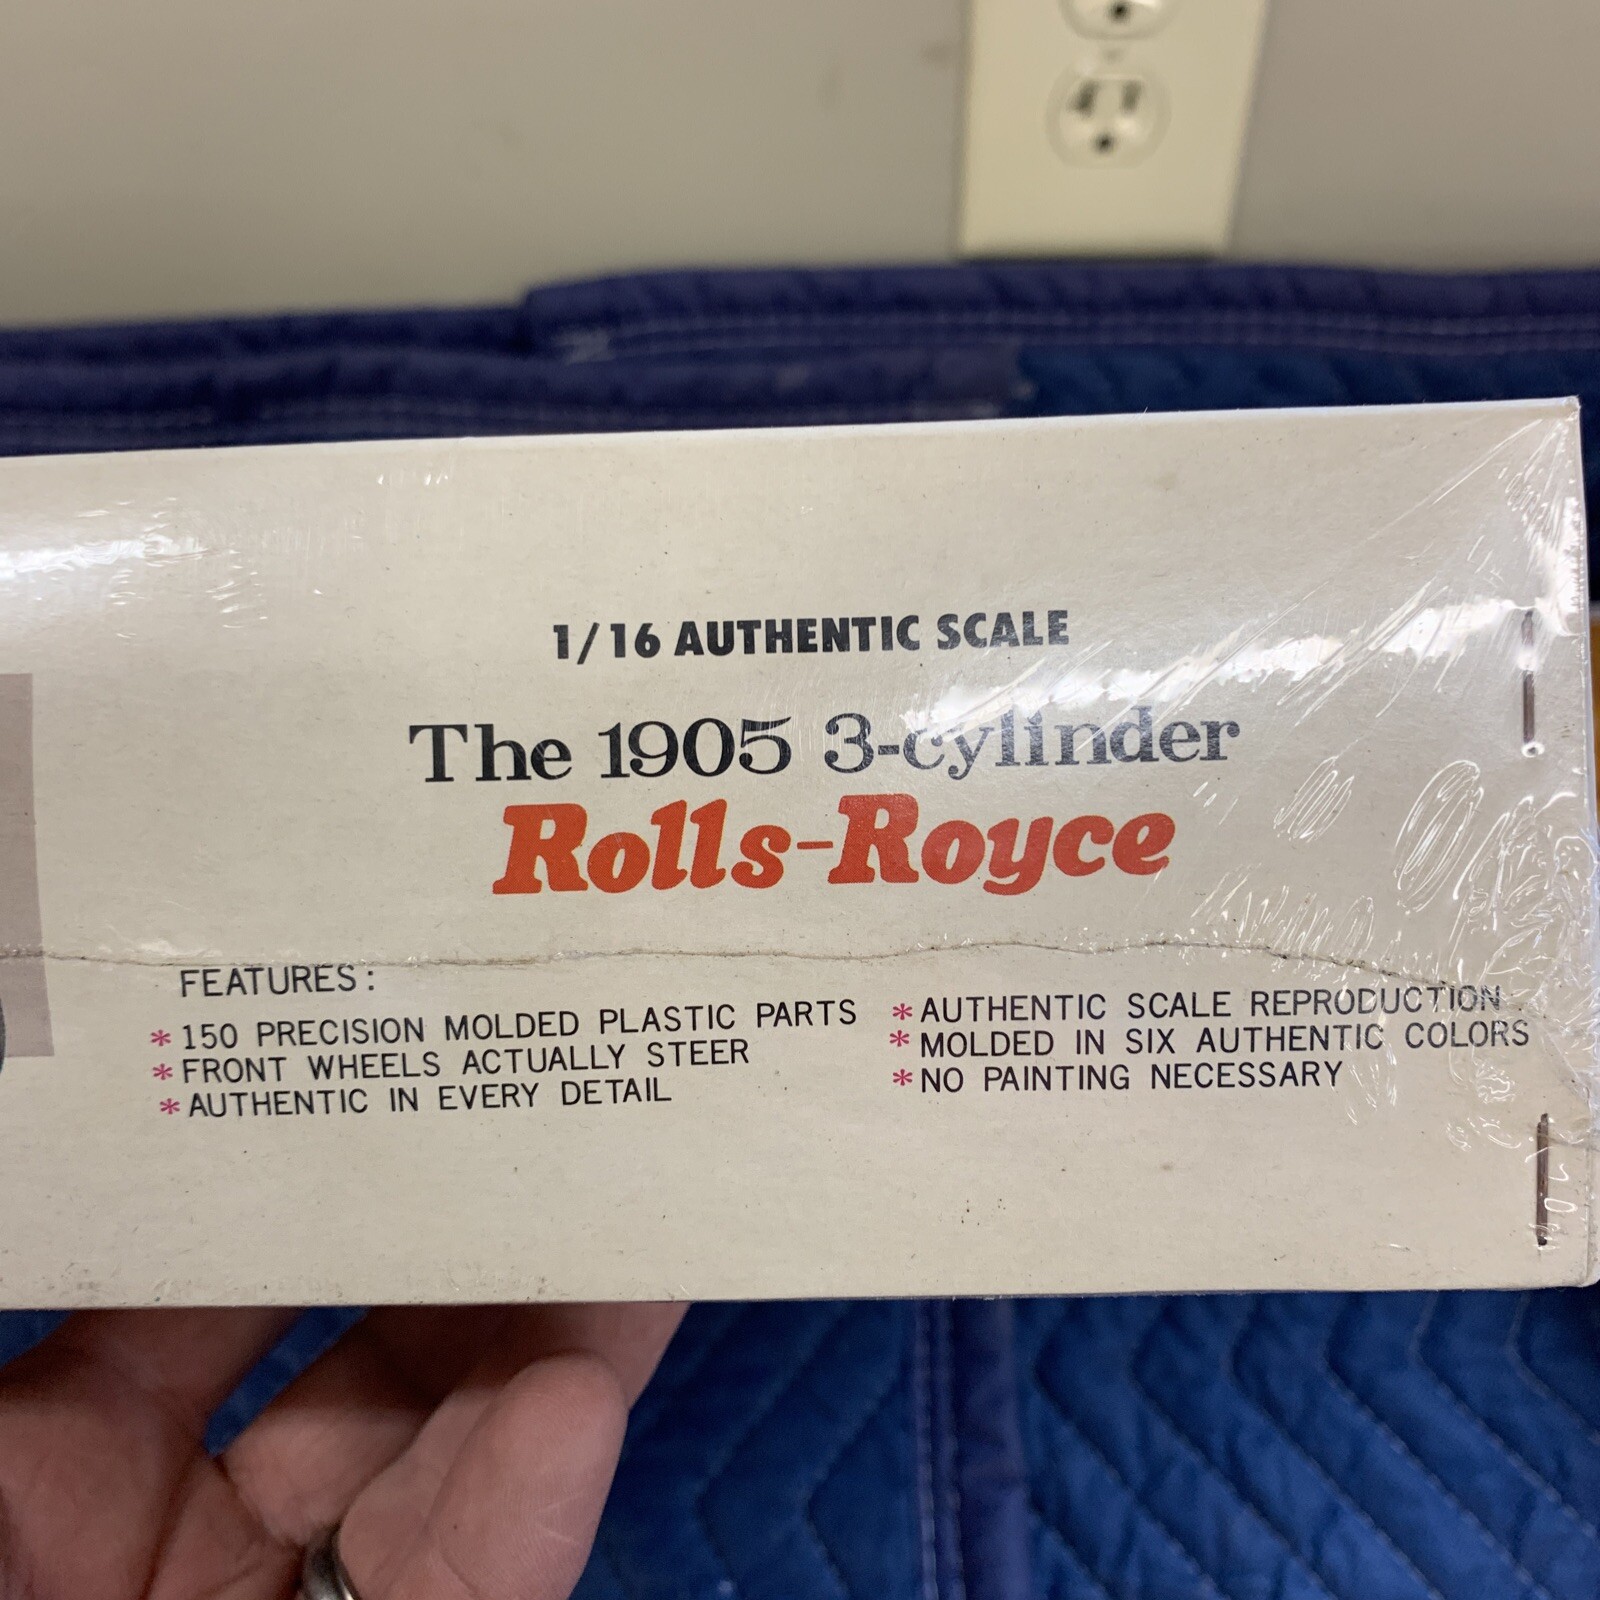 1/16 AUTHENTIC SCALE
The 1905 3-cylinder
Rolls-Royce
FEATURES:
* 150 PRECISION MOLDED PLASTIC PARTS
* FRONT WHEELS ACTUALLY STEER
* AUTHENTIC IN EVERY DETAIL
* AUTHENTIC SCALE REPRODUCTION
* MOLDED IN SIX AUTHENTIC COLORS
* NO PAINTING NECESSARY